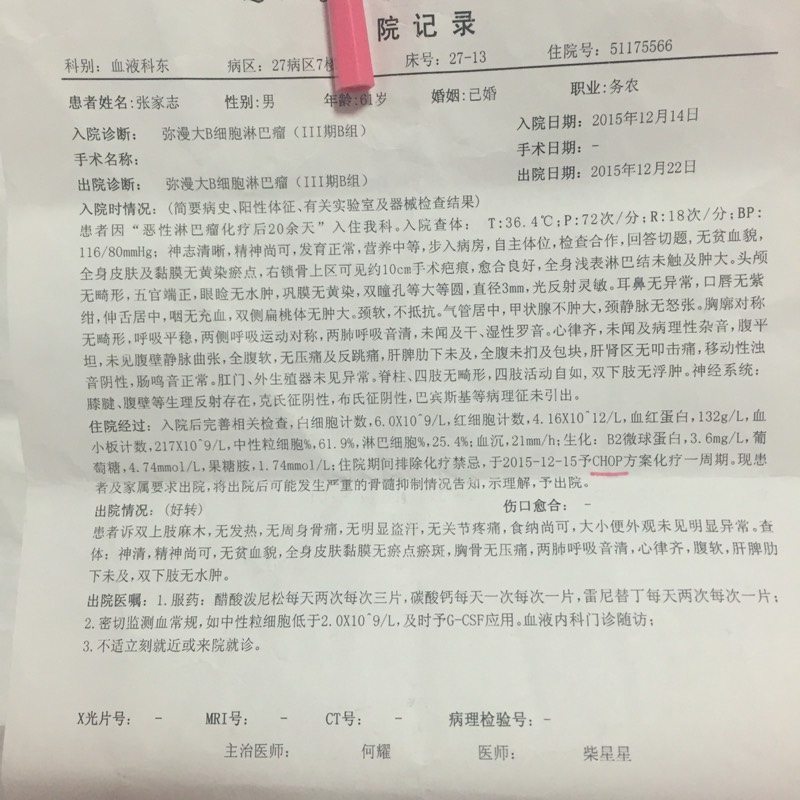 院记录
科别：血液科东 病区：27病区7楼 床号：27-13 住院号：51175566
患者姓名：张家志 性别：男 年龄：61岁 婚姻：已婚 职业：务农
入院诊断： 弥漫大B细胞淋巴瘤（III期B组） 入院日期：2015年12月14日
手术名称： 手术日期：-
出院诊断： 弥漫大B细胞淋巴瘤（III期B组） 出院日期：2015年12月22日
入院时情况：（简要病史、阳性体征、有关实验室及器械检查结果）
患者因“恶性淋巴瘤化疗后20余天”入住我科。入院查体： T:36.4℃;P:72次/分;R:18次/分;BP:
116/80mmHg; 神志清晰，精神尚可，发育正常，营养中等，步入病房，自主体位，检查合作，回答切题，无贫血貌，
全身皮肤及黏膜无黄染瘀点，右锁骨上区可见约10cm手术疤痕，愈合良好，全身浅表淋巴结未触及肿大。头颅
无畸形，五官端正，眼睑无水肿，巩膜无黄染，双瞳孔等大等圆，直径3mm，光反射灵敏。耳鼻无异常，口唇无紫
绀，伸舌居中，咽无充血，双侧扁桃体无肿大。颈软，不抵抗。气管居中，甲状腺不肿大，颈静脉无怒张。胸廓对称
无畸形，呼吸平稳，两侧呼吸运动对称，两肺呼吸音清，未闻及干、湿性罗音。心律齐，未闻及病理性杂音，腹平
坦，未见腹壁静脉曲张，全腹软，无压痛及反跳痛，肝脾肋下未及，全腹未扪及包块，肝肾区无叩击痛，移动性浊
音阴性，肠鸣音正常。肛门、外生殖器未见异常。脊柱、四肢无畸形，四肢活动自如，双下肢无浮肿。神经系统：
膝腱、腹壁等生理反射存在，克氏征阴性，布氏征阴性，巴宾斯基等病理征未引出。
住院经过：入院后完善相关检查，白细胞计数，6.0X10^9/L，红细胞计数，4.16X10^12/L，血红蛋白，132g/L，血
小板计数，217X10^9/L，中性粒细胞%，61.9%，淋巴细胞%，25.4%；血沉，21mm/h；生化：B2微球蛋白，3.6mg/L，葡
萄糖，4.74mmol/L，果糖胺，1.74mmol/L；住院期间排除化疗禁忌，于2015-12-15予CHOP方案化疗一周期。现患
者及家属要求出院，将出院后可能发生严重的骨髓抑制情况告知，示理解，予出院。
出院情况：（好转） 伤口愈合： -
患者诉双上肢麻木，无发热，无周身骨痛，无明显盗汗，无关节疼痛，食纳尚可，大小便外观未见明显异常。查
体：神清，精神尚可，无贫血貌，全身皮肤黏膜无瘀点瘀斑，胸骨无压痛，两肺呼吸音清，心律齐，腹软，肝脾肋
下未及，双下肢无水肿。
出院医嘱：1.服药：醋酸泼尼松每天两次每次三片，碳酸钙每天一次每次一片，雷尼替丁每天两次每次一片；
2.密切监测血常规，如中性粒细胞低于2.0X10^9/L，及时予G-CSF应用。血液内科门诊随访；
3.不适立刻就近或来院就诊。
X光片号： - MRI号： - CT号： - 病理检验号：-
主治医师： 何耀 医师： 柴星星